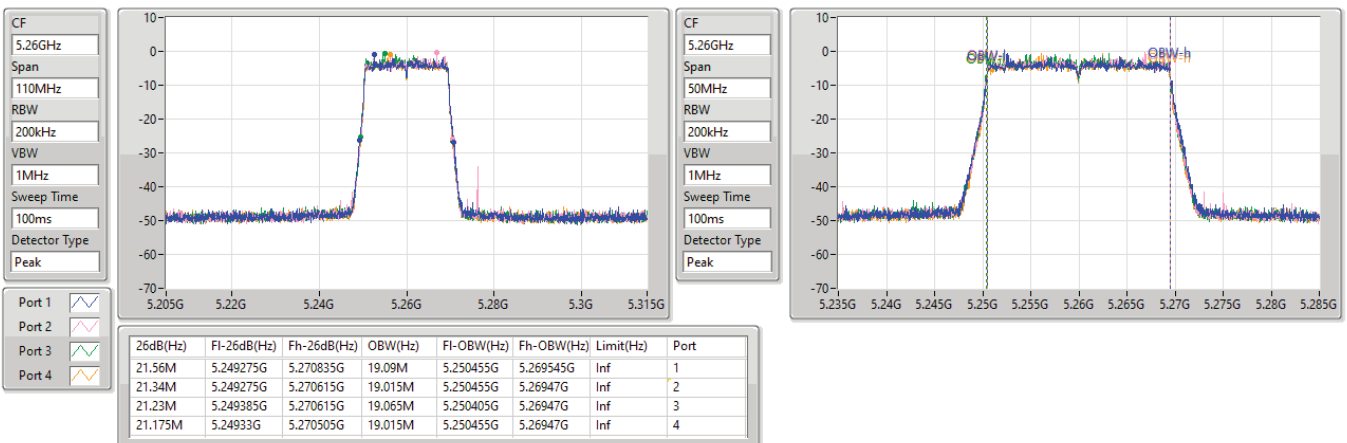 CF
5.26GHz
Span
110MHz
RBW
200kHz
VBW
1MHz
Sweep Time
100ms
Detector Type
Peak
10-
0-
-10-
-20-
-30-
-40-
-50-
-60-
-70-
5.205G 5.22G 5.24G 5.26G 5.28G 5.3G 5.315G
CF
5.26GHz
Span
50MHz
RBW
200kHz
VBW
1MHz
Sweep Time
100ms
Detector Type
Peak
10-
0-
-10-
-20-
-30-
-40-
-50-
-60-
-70-
OBW-l OBW-h
5.235G 5.24G 5.245G 5.25G 5.255G 5.26G 5.265G 5.27G 5.275G 5.28G 5.285G
Port 1
Port 2
Port 3
Port 4
26dB(Hz) Fl-26dB(Hz) Fh-26dB(Hz) OBW(Hz) Fl-OBW(Hz) Fh-OBW(Hz) Limit(Hz) Port
21.56M 5.249275G 5.270835G 19.09M 5.250455G 5.269545G Inf 1
21.34M 5.249275G 5.270615G 19.015M 5.250455G 5.26947G Inf 2
21.23M 5.249385G 5.270615G 19.065M 5.250405G 5.26947G Inf 3
21.175M 5.24933G 5.270505G 19.015M 5.250455G 5.26947G Inf 4